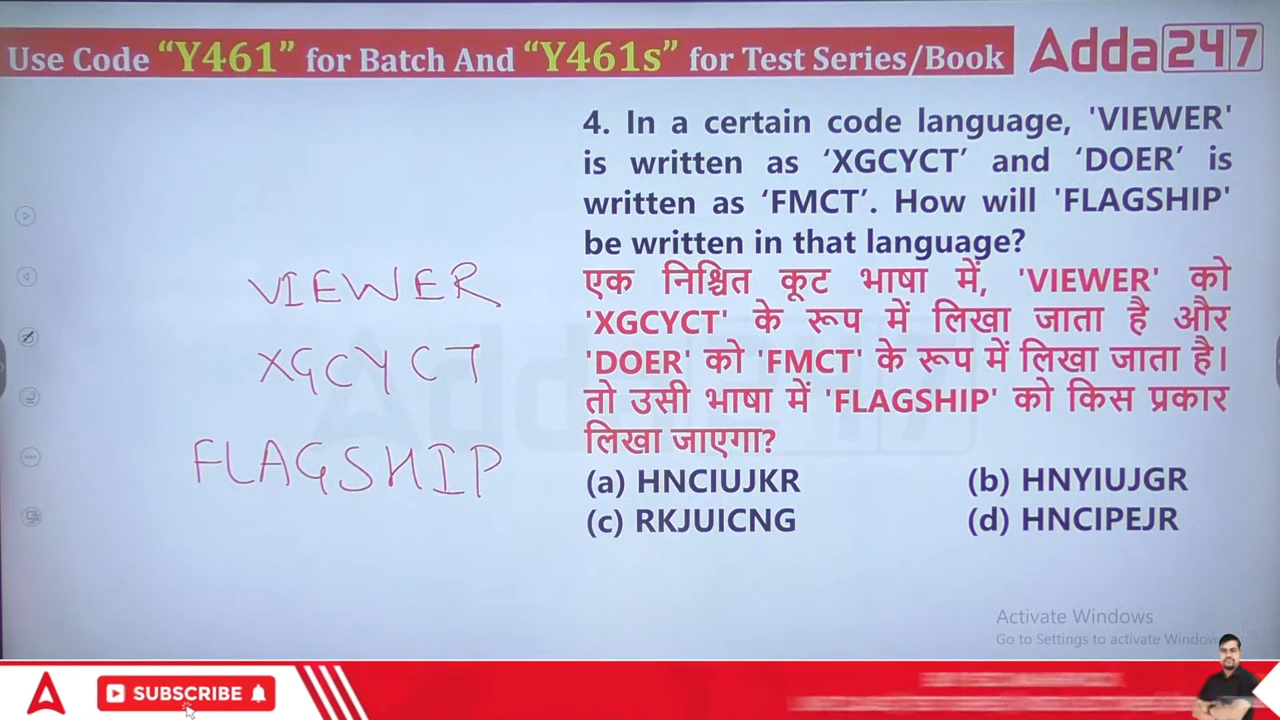 Use Code “Y461” for Batch And “Y461s” for Test Series/Book
Adda247
4. In a certain code language, 'VIEWER'
is written as ‘XGCYCT’ and ‘DOER’ is
written as ‘FMCT’. How will 'FLAGSHIP'
be written in that language?
एक निश्चित कूट भाषा में, 'VIEWER' को
'XGCYCT' के रूप में लिखा जाता है और
'DOER' को 'FMCT' के रूप में लिखा जाता है।
तो उसी भाषा में 'FLAGSHIP' को किस प्रकार
लिखा जाएगा?
(a) HNCIUJKR
(b) HNYIUJGR
(c) RKJUICNG
(d) HNCIPEJR
VIEWER
XGCYCT
FLAGSHIP
Activate Windows
Go to Settings to activate Window
SUBSCRIBE